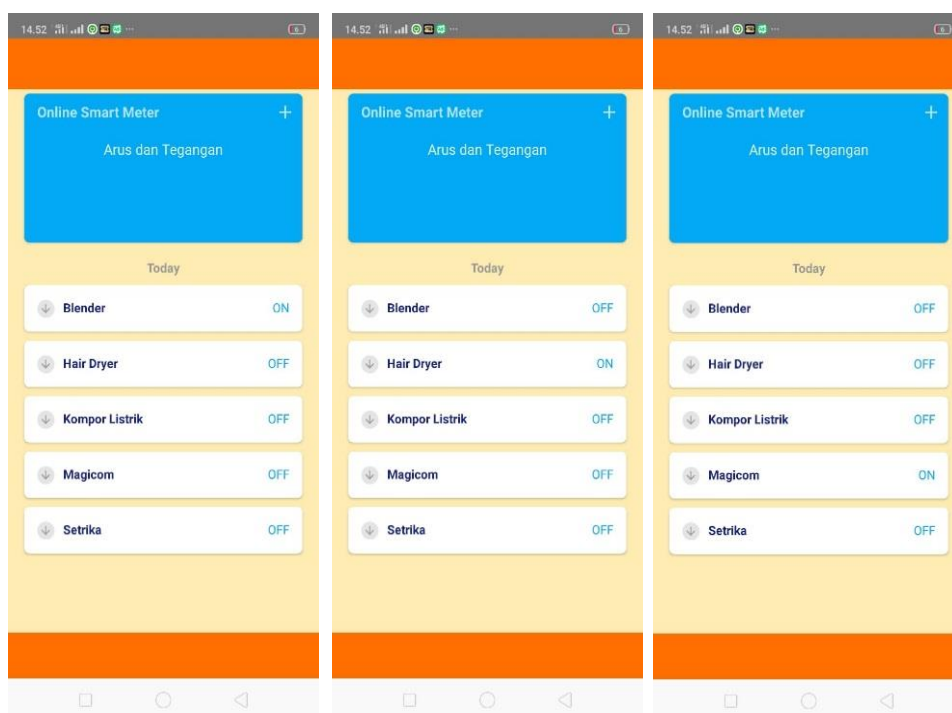 14.52
6
Online Smart Meter
Arus dan Tegangan
Today
Blender ON
Hair Dryer OFF
Kompor Listrik OFF
Magicom OFF
Setrika OFF
14.52
6
Online Smart Meter
Arus dan Tegangan
Today
Blender OFF
Hair Dryer ON
Kompor Listrik OFF
Magicom OFF
Setrika OFF
14.52
6
Online Smart Meter
Arus dan Tegangan
Today
Blender OFF
Hair Dryer OFF
Kompor Listrik OFF
Magicom ON
Setrika OFF